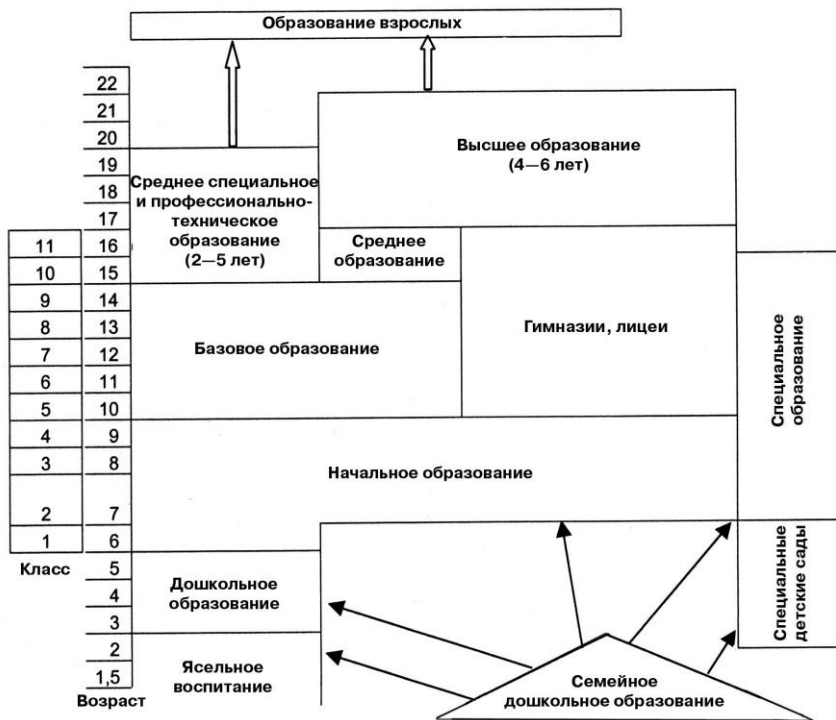 Образование взрослых
22
21
20
19
18
17
11 16
10 15
9 14
8 13
7 12
6 11
5 10
4 9
3 8
2 7
1 6
Класс
5
4
3
2
1,5
Возраст
Высшее образование
(4—6 лет)
Среднее специальное
и профессионально-
техническое
образование
(2—5 лет)
Среднее
образование
Гимназии, лицеи
Базовое образование
Специальное
образование
Начальное образование
Специальные
детские сады
Дошкольное
образование
Ясельное
воспитание
Семейное
дошкольное образование